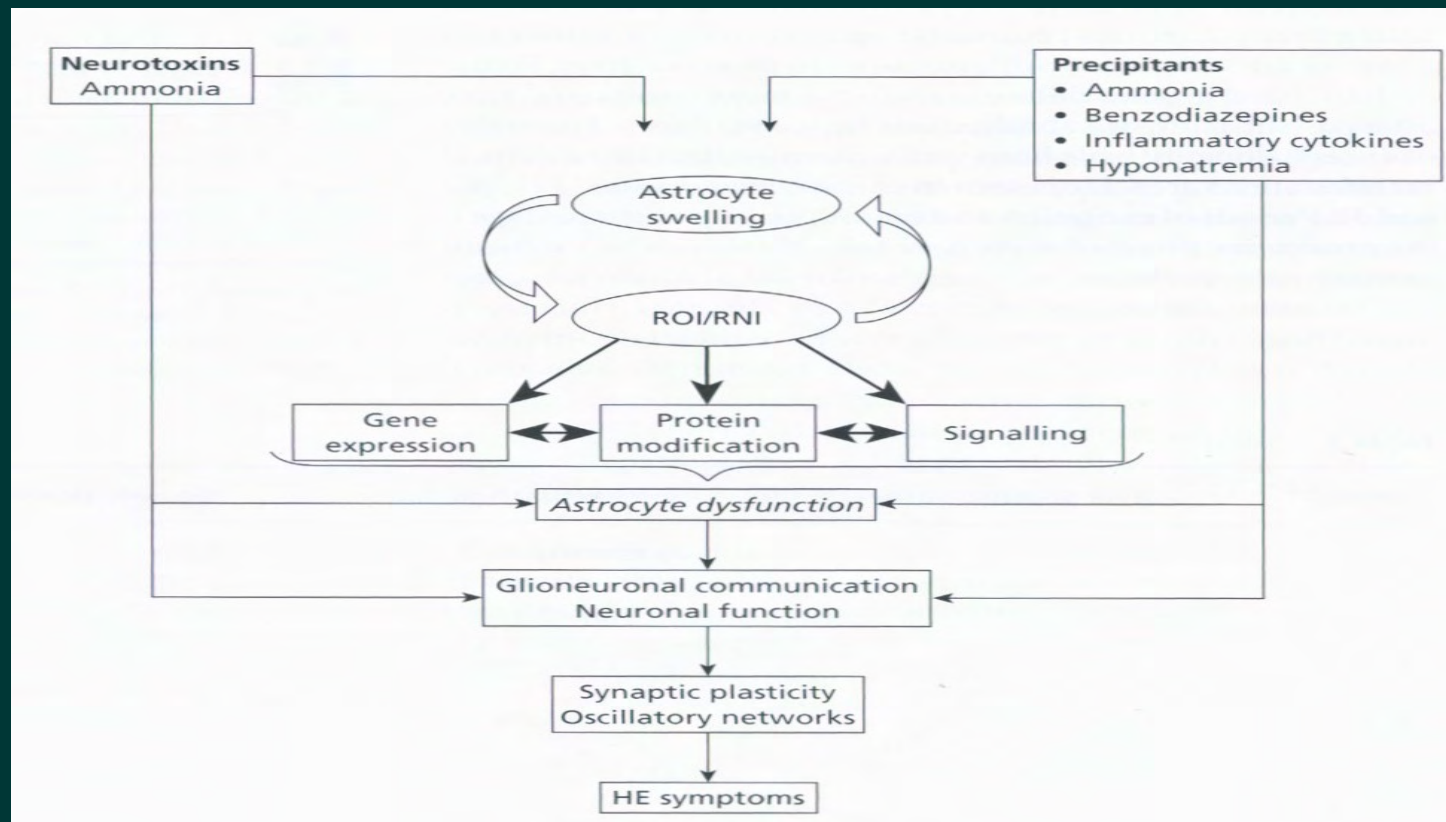 Neurotoxins
Ammonia
Precipitants
• Ammonia
• Benzodiazepines
• Inflammatory cytokines
• Hyponatremia
Astrocyte
swelling
ROI/RNI
Gene
expression
Protein
modification
Signalling
Astrocyte dysfunction
Glioneuronal communication
Neuronal function
Synaptic plasticity
Oscillatory networks
HE symptoms